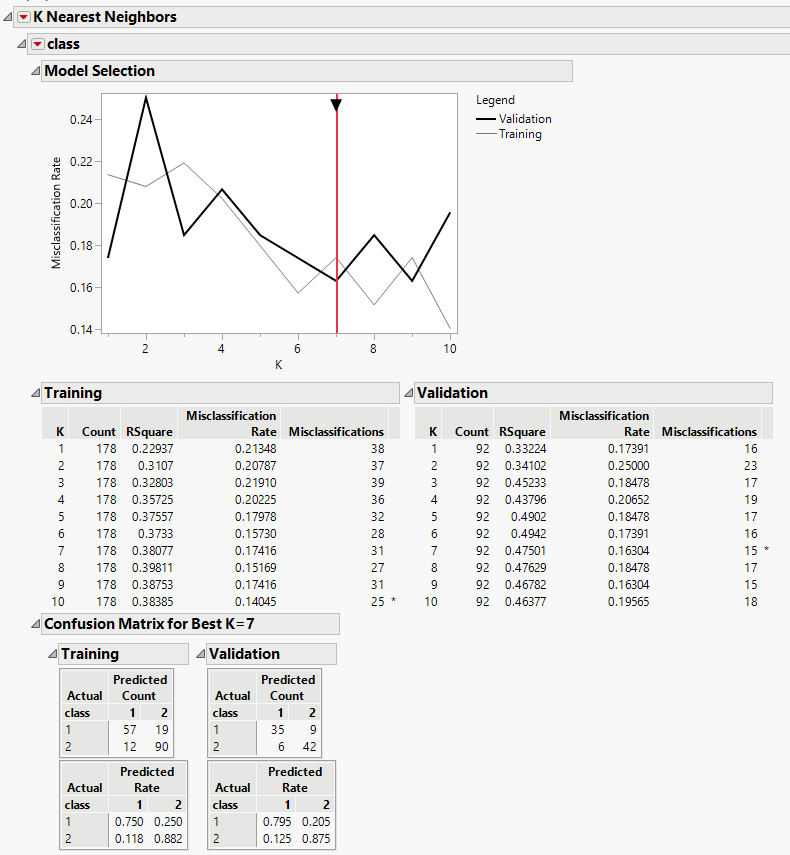 K Nearest Neighbors
class
Model Selection
Misclassification Rate
0.24
0.22
0.20
0.18
0.16
0.14
2 4 6 8 10
K
Legend
Validation
Training
Training
Misclassification
K Count RSquare Rate Misclassifications
1 178 0.22937 0.21348 38
2 178 0.3107 0.20787 37
3 178 0.32803 0.21910 39
4 178 0.35725 0.20225 36
5 178 0.37557 0.17978 32
6 178 0.3733 0.15730 28
7 178 0.38077 0.17416 31
8 178 0.39811 0.15169 27
9 178 0.38753 0.17416 31
10 178 0.38385 0.14045 25 *
Validation
Misclassification
K Count RSquare Rate Misclassifications
1 92 0.33224 0.17391 16
2 92 0.34102 0.25000 23
3 92 0.45233 0.18478 17
4 92 0.43796 0.20652 19
5 92 0.4902 0.18478 17
6 92 0.4942 0.17391 16
7 92 0.47501 0.16304 15 *
8 92 0.47629 0.18478 17
9 92 0.46782 0.16304 15
10 92 0.46377 0.19565 18
Confusion Matrix for Best K=7
Training
Predicted
Actual Count
class 1 2
1 57 19
2 12 90
Predicted
Actual Rate
class 1 2
1 0.750 0.250
2 0.118 0.882
Validation
Predicted
Actual Count
class 1 2
1 35 9
2 6 42
Predicted
Actual Rate
class 1 2
1 0.795 0.205
2 0.125 0.875